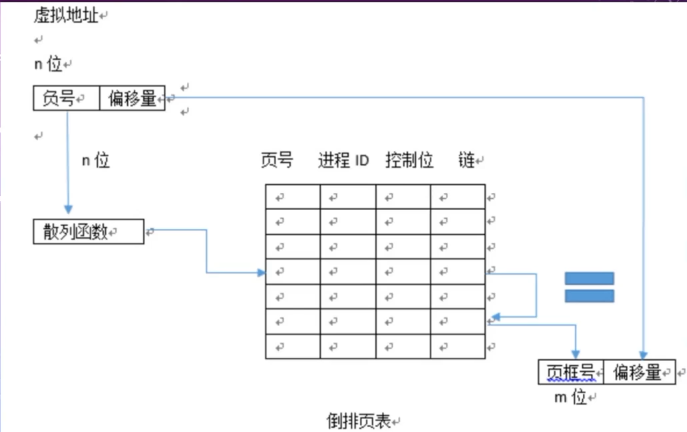 虚拟地址
n 位
负号 偏移量
n 位
页号 进程 ID 控制位 链
散列函数
页框号 偏移量
m 位
倒排页表